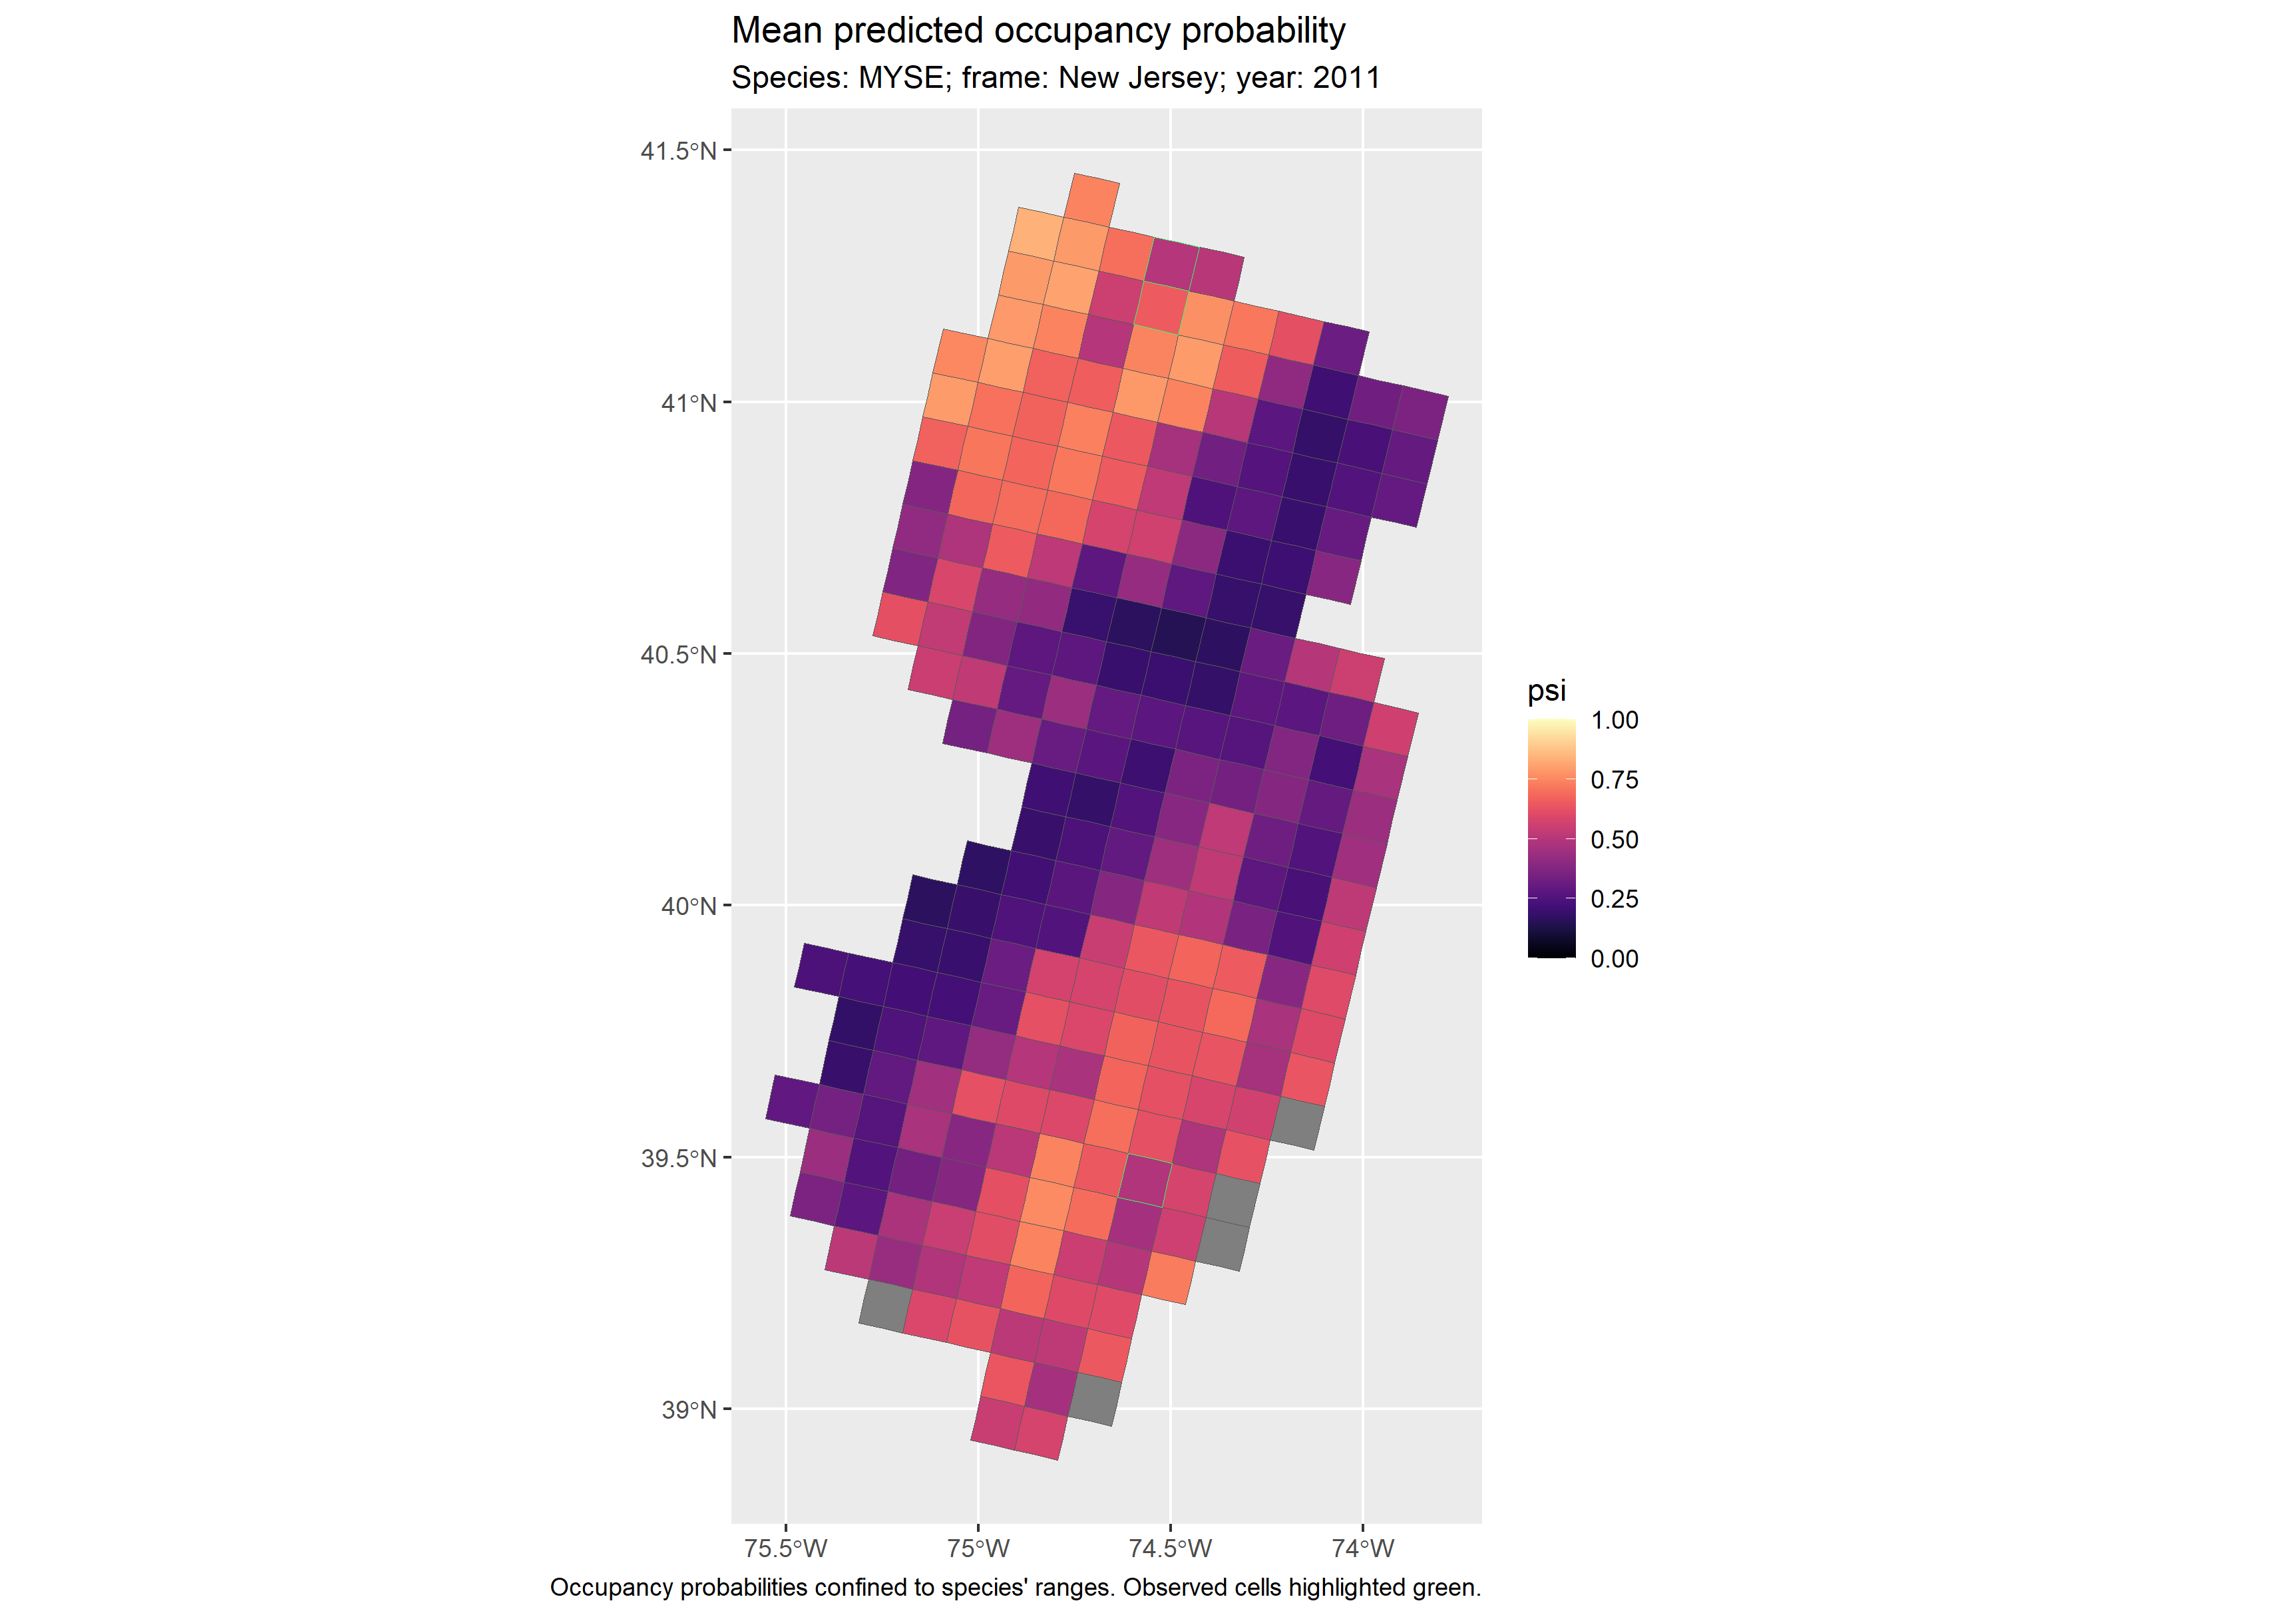 Mean predicted occupancy probability
Species: MYSE; frame: New Jersey; year: 2011
41.5°N
41°N
40.5°N
40°N
39.5°N
39°N
75.5°W
75°W
74.5°W
74°W
psi
1.00
0.75
0.50
0.25
0.00
Occupancy probabilities confined to species' ranges. Observed cells highlighted green.